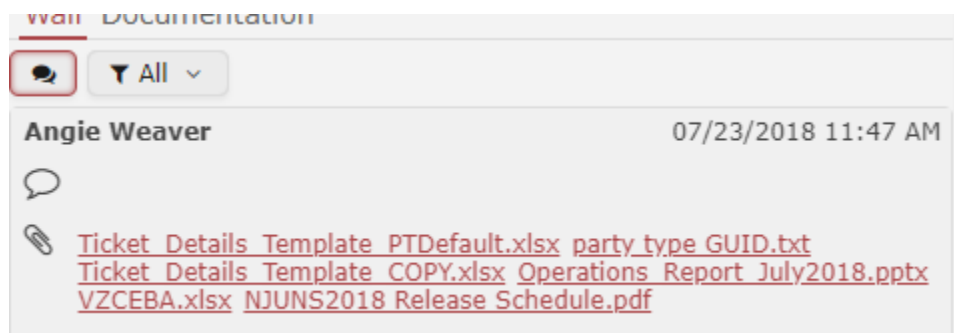 Wall Documentation
All
Angie Weaver 07/23/2018 11:47 AM
Ticket_Details_Template_PTDefault.xlsx party type GUID.txt
Ticket_Details_Template_COPY.xlsx Operations_Report_July2018.pptx
VZCEBA.xlsx NJUNS2018 Release Schedule.pdf